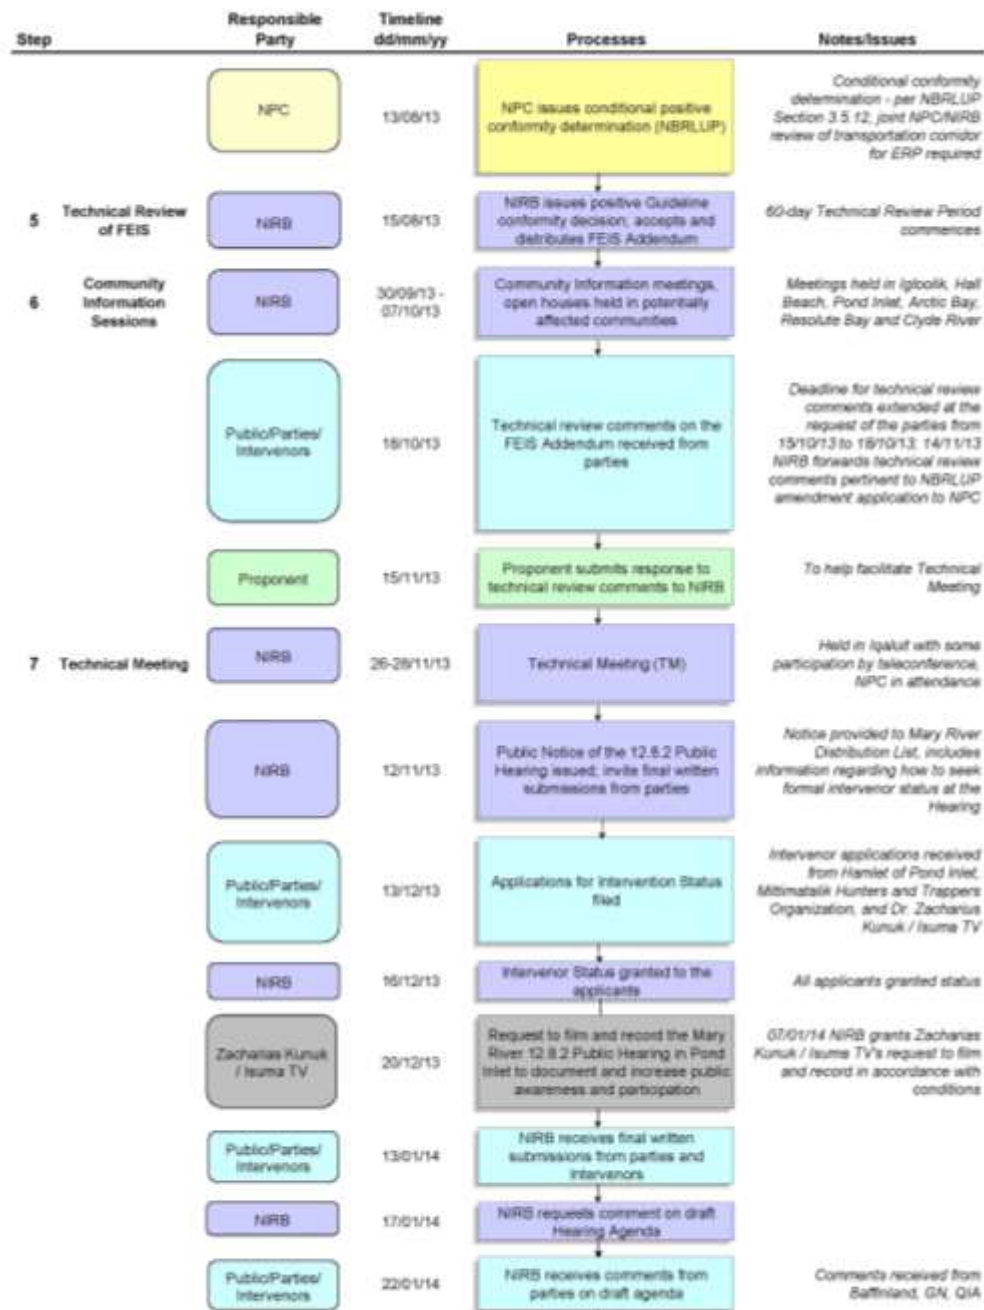 Step Responsible Party Timeline dd/mm/yy Processes Notes/Issues
NPC
13/08/13
NPC issues conditional positive
conformity determination (NBRLUP)
Conditional conformity
determination - per NBRLUP
Section 3.5.12; joint NPC/NIRB
review of transportation corridor
for ERP required
5
Technical Review
of FEIS
NIRB
15/08/13
NIRB issues positive Guideline
conformity decision; accepts and
distributes FEIS Addendum
60-day Technical Review Period
commences
6
Community
Information
Sessions
NIRB
30/09/13 -
07/10/13
Community Information meetings,
open houses held in potentially
affected communities
Meetings held in Igloolik, Hall
Beach, Pond Inlet, Arctic Bay,
Resolute Bay and Clyde River
Public/Parties/
Intervenors
18/10/13
Technical review comments on the
FEIS Addendum received from
parties
Deadline for technical review
comments extended at the
request of the parties from
15/10/13 to 18/10/13; 14/11/13
NIRB forwards technical review
comments pertinent to NBRLUP
amendment application to NPC
Proponent
15/11/13
Proponent submits response to
technical review comments to NIRB
To help facilitate Technical
Meeting
7
Technical Meeting
NIRB
26-28/11/13
Technical Meeting (TM)
Held in Iqaluit with some
participation by teleconference,
NPC in attendance
NIRB
12/11/13
Public Notice of the 12.8.2 Public
Hearing issued; invite final written
submissions from parties
Notice provided to Mary River
Distribution List, includes
information regarding how to seek
formal intervenor status at the
Hearing
Public/Parties/
Intervenors
13/12/13
Applications for Intervention Status
filed
Intervenor applications received
from Hamlet of Pond Inlet,
Mittimatalik Hunters and Trappers
Organization, and Dr. Zacharius
Kunuk / Isuma TV
NIRB
16/12/13
Intervenor Status granted to the
applicants
All applicants granted status
Zacharias Kunuk
/ Isuma TV
20/12/13
Request to film and record the Mary
River 12.8.2 Public Hearing in Pond
Inlet to document and increase public
awareness and participation
07/01/14 NIRB grants Zacharias
Kunuk / Isuma TV's request to film
and record in accordance with
conditions
Public/Parties/
Intervenors
13/01/14
NIRB receives final written
submissions from parties and
Intervenors
NIRB
17/01/14
NIRB requests comment on draft
Hearing Agenda
Public/Parties/
Intervenors
22/01/14
NIRB receives comments from
parties on draft agenda
Comments received from
Baffinland, GN, QIA